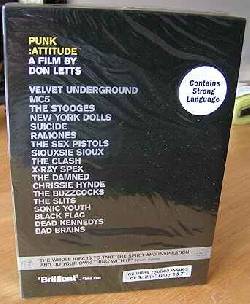 PUNK
:ATTITUDE
A FILM BY
DON LETTS
Contains
Strong
Language
VELVET UNDERGROUND
MC5
THE STOOGES
NEW YORK DOLLS
SUICIDE
RAMONES
THE SEX PISTOLS
SIOUXSIE SIOUX
THE CLASH
X-RAY SPEX
THE DAMNED
CHRISSIE HYNDE
THE BUZZCOCKS
THE SLITS
SONIC YOUTH
BLACK FLAG
DEAD KENNEDYS
BAD BRAINS
"Brilliant"